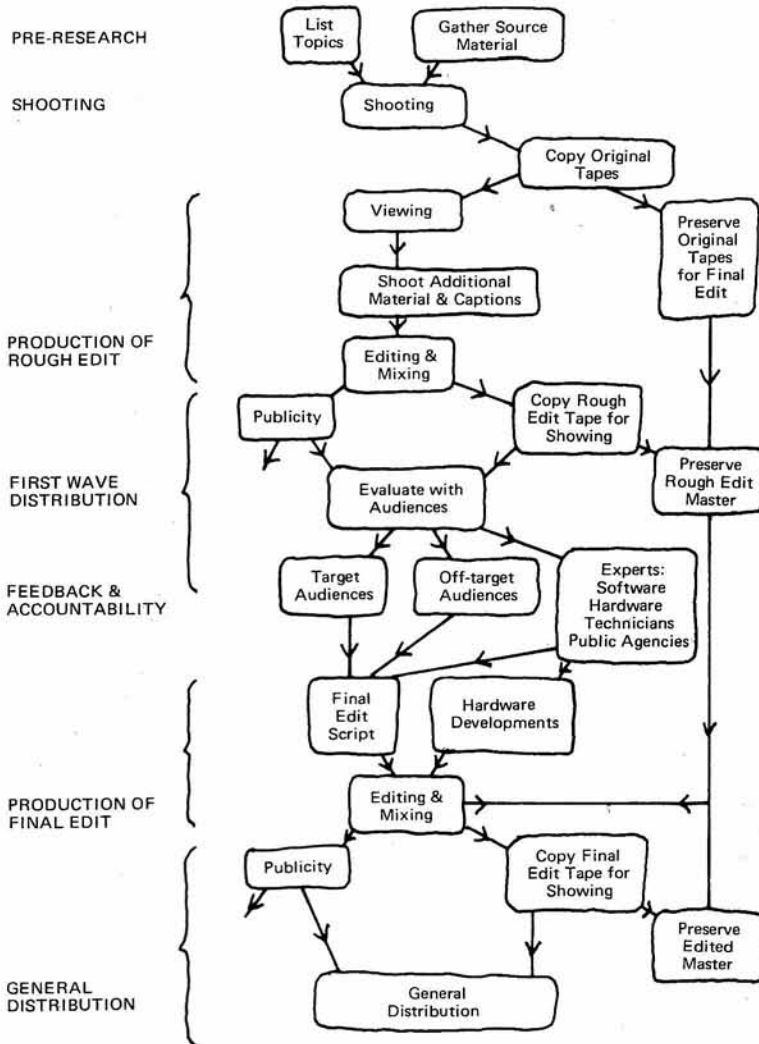 PRE-RESEARCH
List
Topics
Gather Source
Material
SHOOTING
Shooting
Copy Original
Tapes
Viewing
Preserve
Original
Tapes
for Final
Edit
Shoot Additional
Material & Captions
PRODUCTION OF
ROUGH EDIT
Editing &
Mixing
Publicity
Copy Rough
Edit Tape for
Showing
FIRST WAVE
DISTRIBUTION
Evaluate with
Audiences
Preserve
Rough Edit
Master
FEEDBACK &
ACCOUNTABILITY
Target
Audiences
Off-target
Audiences
Experts:
Software
Hardware
Technicians
Public Agencies
Final
Edit
Script
Hardware
Developments
PRODUCTION OF
FINAL EDIT
Editing &
Mixing
Publicity
Copy Final
Edit Tape for
Showing
Preserve
Edited
Master
GENERAL
DISTRIBUTION
General
Distribution